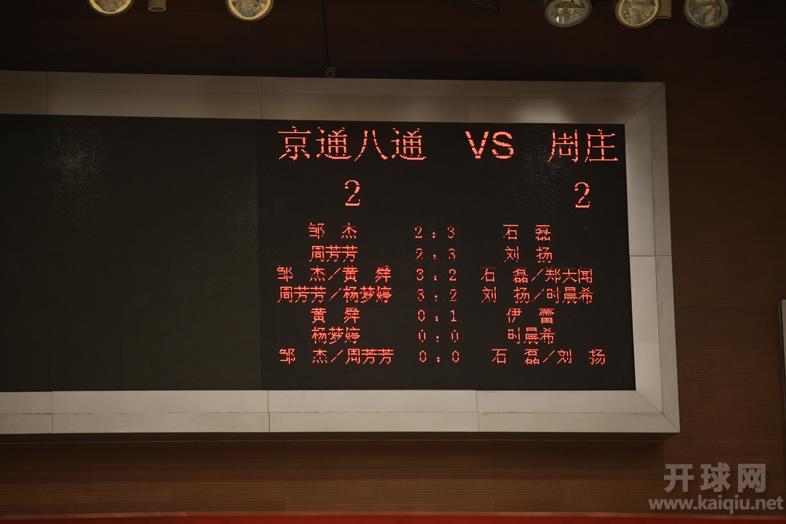 京通八通 VS 周庄
2 2
邹 杰 2:3 石 磊
周芳芳 2:3 刘 扬
邹 杰/黄 舜 3:2 石 磊/郑大闻
周芳芳/杨梦婷 3:2 刘 扬/时晨希
黄 舜 0:1 伊 蕾
杨梦婷 0:0 时晨希
邹 杰/周芳芳 0:0 石 磊/刘 扬
开球网
www.kaiqiu.net